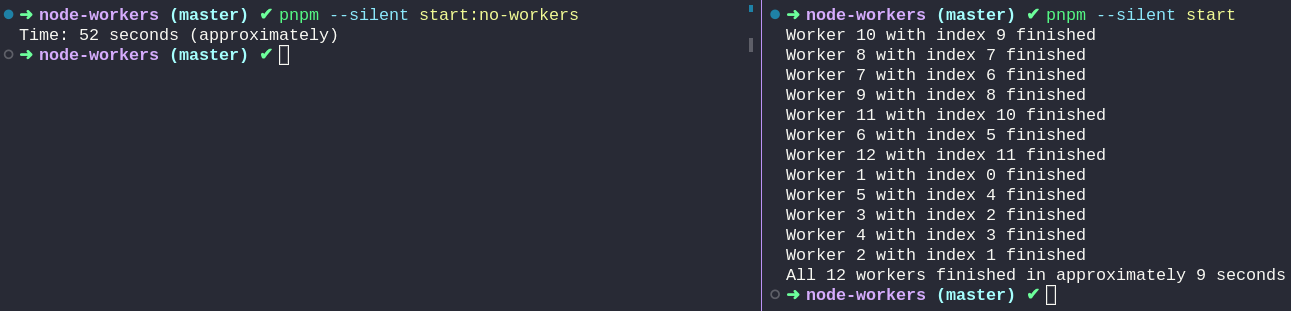 ➜ node-workers (master) ✔ pnpm --silent start:no-workers
Time: 52 seconds (approximately)
➜ node-workers (master) ✔
➜ node-workers (master) ✔ pnpm --silent start
Worker 10 with index 9 finished
Worker 8 with index 7 finished
Worker 7 with index 6 finished
Worker 9 with index 8 finished
Worker 11 with index 10 finished
Worker 6 with index 5 finished
Worker 12 with index 11 finished
Worker 1 with index 0 finished
Worker 5 with index 4 finished
Worker 3 with index 2 finished
Worker 4 with index 3 finished
Worker 2 with index 1 finished
All 12 workers finished in approximately 9 seconds
➜ node-workers (master) ✔